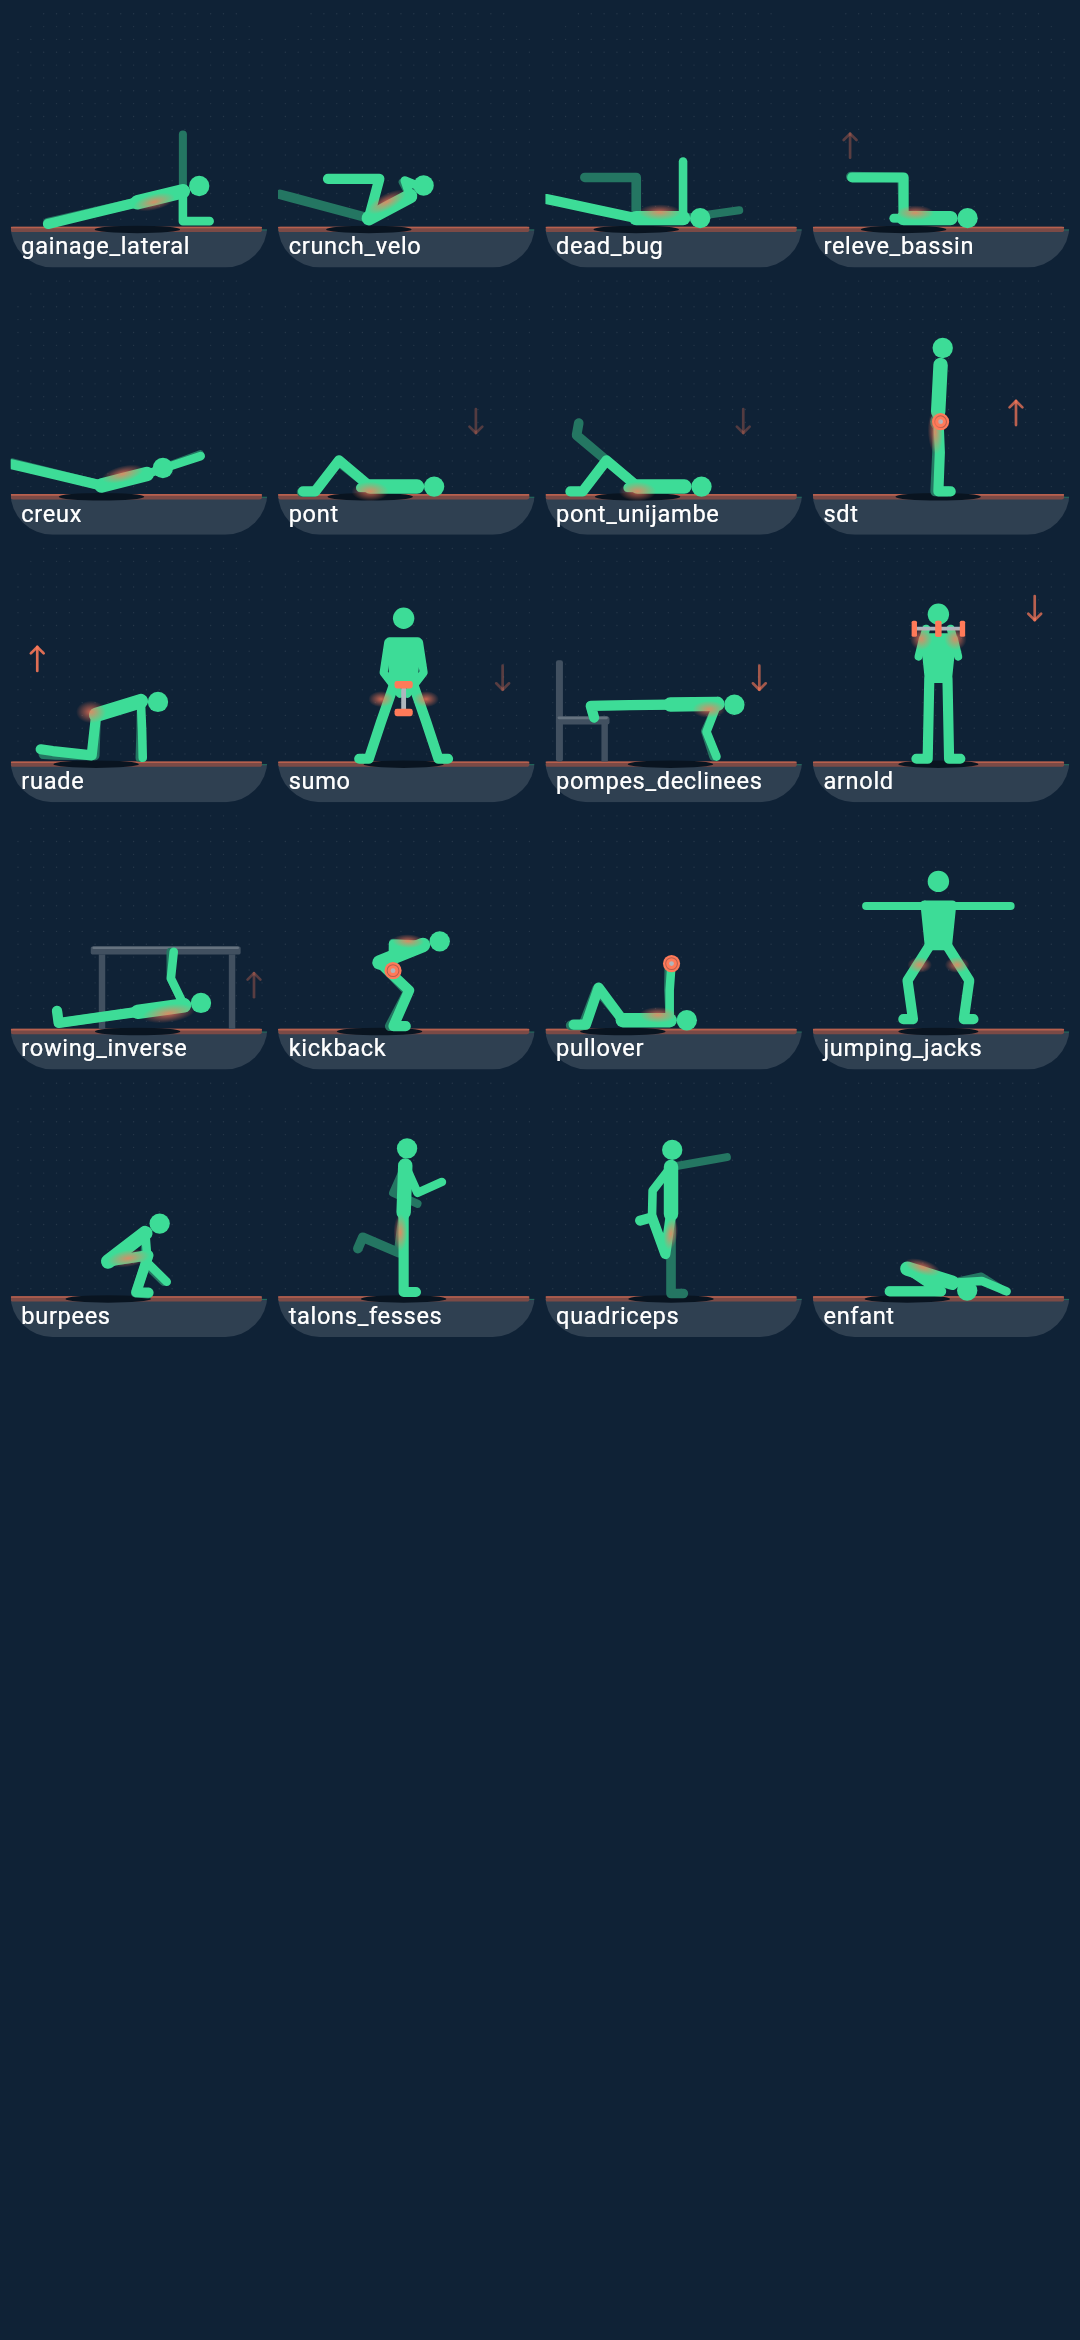 gainage_lateral
crunch_velo
dead_bug
releve_bassin
creux
pont
pont_unijambe
sdt
ruade
sumo
pompes_declinees
arnold
rowing_inverse
kickback
pullover
jumping_jacks
burpees
talons_fesses
quadriceps
enfant